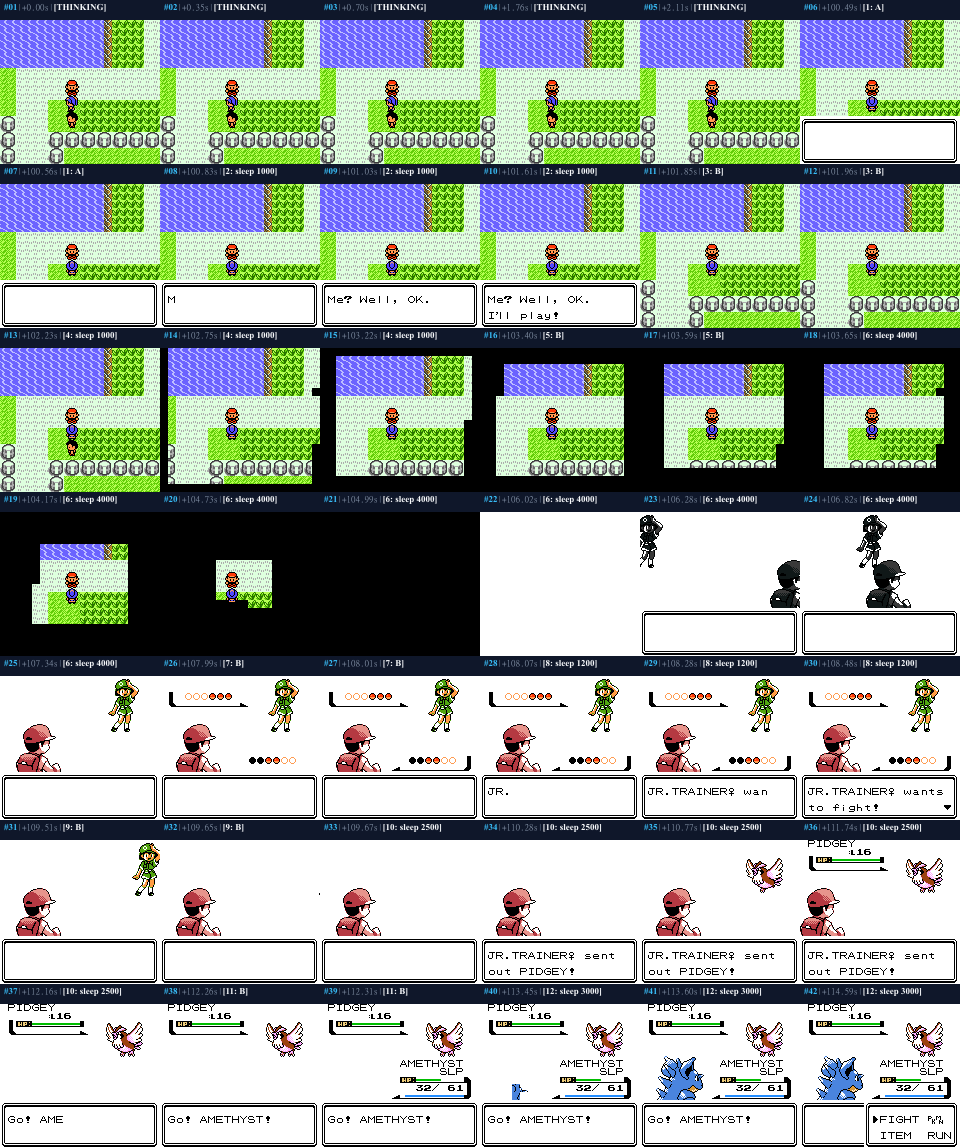 #01 | +0.00s | [THINKING]
#02 | +0.35s | [THINKING]
#03 | +0.70s | [THINKING]
#04 | +1.76s | [THINKING]
#05 | +2.11s | [THINKING]
#06 | +100.49s | [1: A]
#07 | +100.56s | [1: A]
#08 | +100.83s | [2: sleep 1000]
#09 | +101.03s | [2: sleep 1000]
#10 | +101.61s | [2: sleep 1000]
#11 | +101.85s | [3: B]
#12 | +101.96s | [3: B]
M
Me? Well, OK.
Me? Well, OK.
I'll play!
#13 | +102.23s | [4: sleep 1000]
#14 | +102.75s | [4: sleep 1000]
#15 | +103.22s | [4: sleep 1000]
#16 | +103.40s | [5: B]
#17 | +103.59s | [5: B]
#18 | +103.65s | [6: sleep 4000]
#19 | +104.17s | [6: sleep 4000]
#20 | +104.73s | [6: sleep 4000]
#21 | +104.99s | [6: sleep 4000]
#22 | +106.02s | [6: sleep 4000]
#23 | +106.28s | [6: sleep 4000]
#24 | +106.82s | [6: sleep 4000]
#25 | +107.34s | [6: sleep 4000]
#26 | +107.99s | [7: B]
#27 | +108.01s | [7: B]
#28 | +108.07s | [8: sleep 1200]
#29 | +108.28s | [8: sleep 1200]
#30 | +108.48s | [8: sleep 1200]
JR.
JR.TRAINER♀ wan
JR.TRAINER♀ wants
to fight!
#31 | +109.51s | [9: B]
#32 | +109.65s | [9: B]
#33 | +109.67s | [10: sleep 2500]
#34 | +110.28s | [10: sleep 2500]
#35 | +110.77s | [10: sleep 2500]
#36 | +111.74s | [10: sleep 2500]
PIDGEY
:L16
HP:
JR.TRAINER♀ sent
out PIDGEY!
JR.TRAINER♀ sent
out PIDGEY!
JR.TRAINER♀ sent
out PIDGEY!
#37 | +112.16s | [10: sleep 2500]
#38 | +112.26s | [11: B]
#39 | +112.31s | [11: B]
#40 | +113.45s | [12: sleep 3000]
#41 | +113.60s | [12: sleep 3000]
#42 | +114.59s | [12: sleep 3000]
PIDGEY
:L16
HP:
Go! AME
PIDGEY
:L16
HP:
Go! AMETHYST!
PIDGEY
:L16
HP:
AMETHYST
SLP
HP:
32/ 61
Go! AMETHYST!
PIDGEY
:L16
HP:
AMETHYST
SLP
HP:
32/ 61
Go! AMETHYST!
PIDGEY
:L16
HP:
AMETHYST
SLP
HP:
32/ 61
Go! AMETHYST!
PIDGEY
:L16
HP:
AMETHYST
SLP
HP:
32/ 61
▶FIGHT PKMN
ITEM RUN